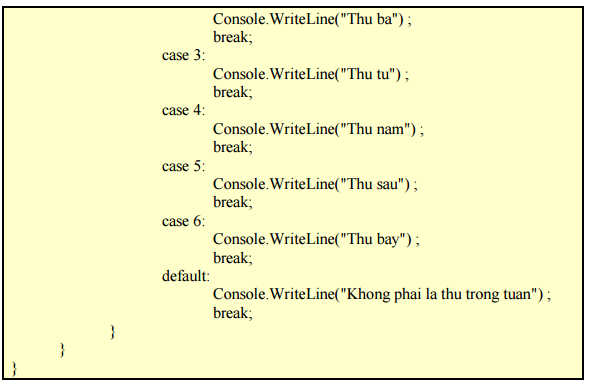 Console.WriteLine("Thu ba") ;
break;
case 3:
Console.WriteLine("Thu tu") ;
break;
case 4:
Console.WriteLine("Thu nam") ;
break;
case 5:
Console.WriteLine("Thu sau") ;
break;
case 6:
Console.WriteLine("Thu bay") ;
break;
default:
Console.WriteLine("Khong phai la thu trong tuan") ;
break;
}
}
}